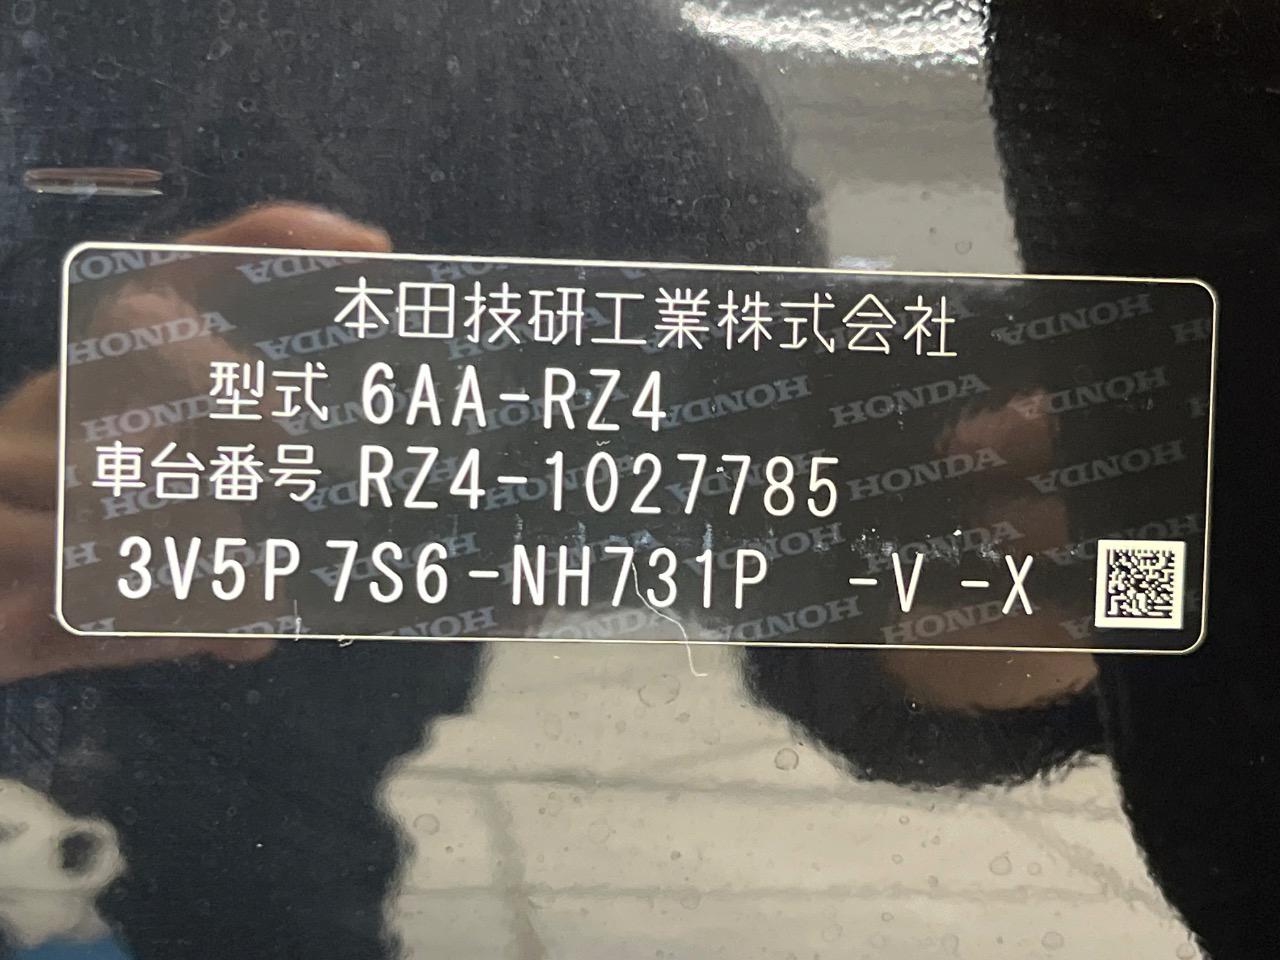 本田技研工業株式会社
型式 6AA-RZ4
車台番号 RZ4-1027785
3V5P 7S6-NH731P -V -X